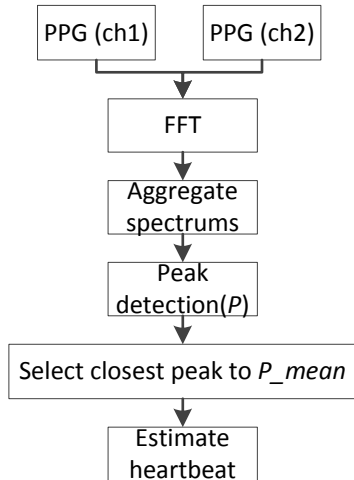 PPG (ch1)
PPG (ch2)
FFT
Aggregate
spectrums
Peak
detection(P)
Select closest peak to P_mean
Estimate
heartbeat